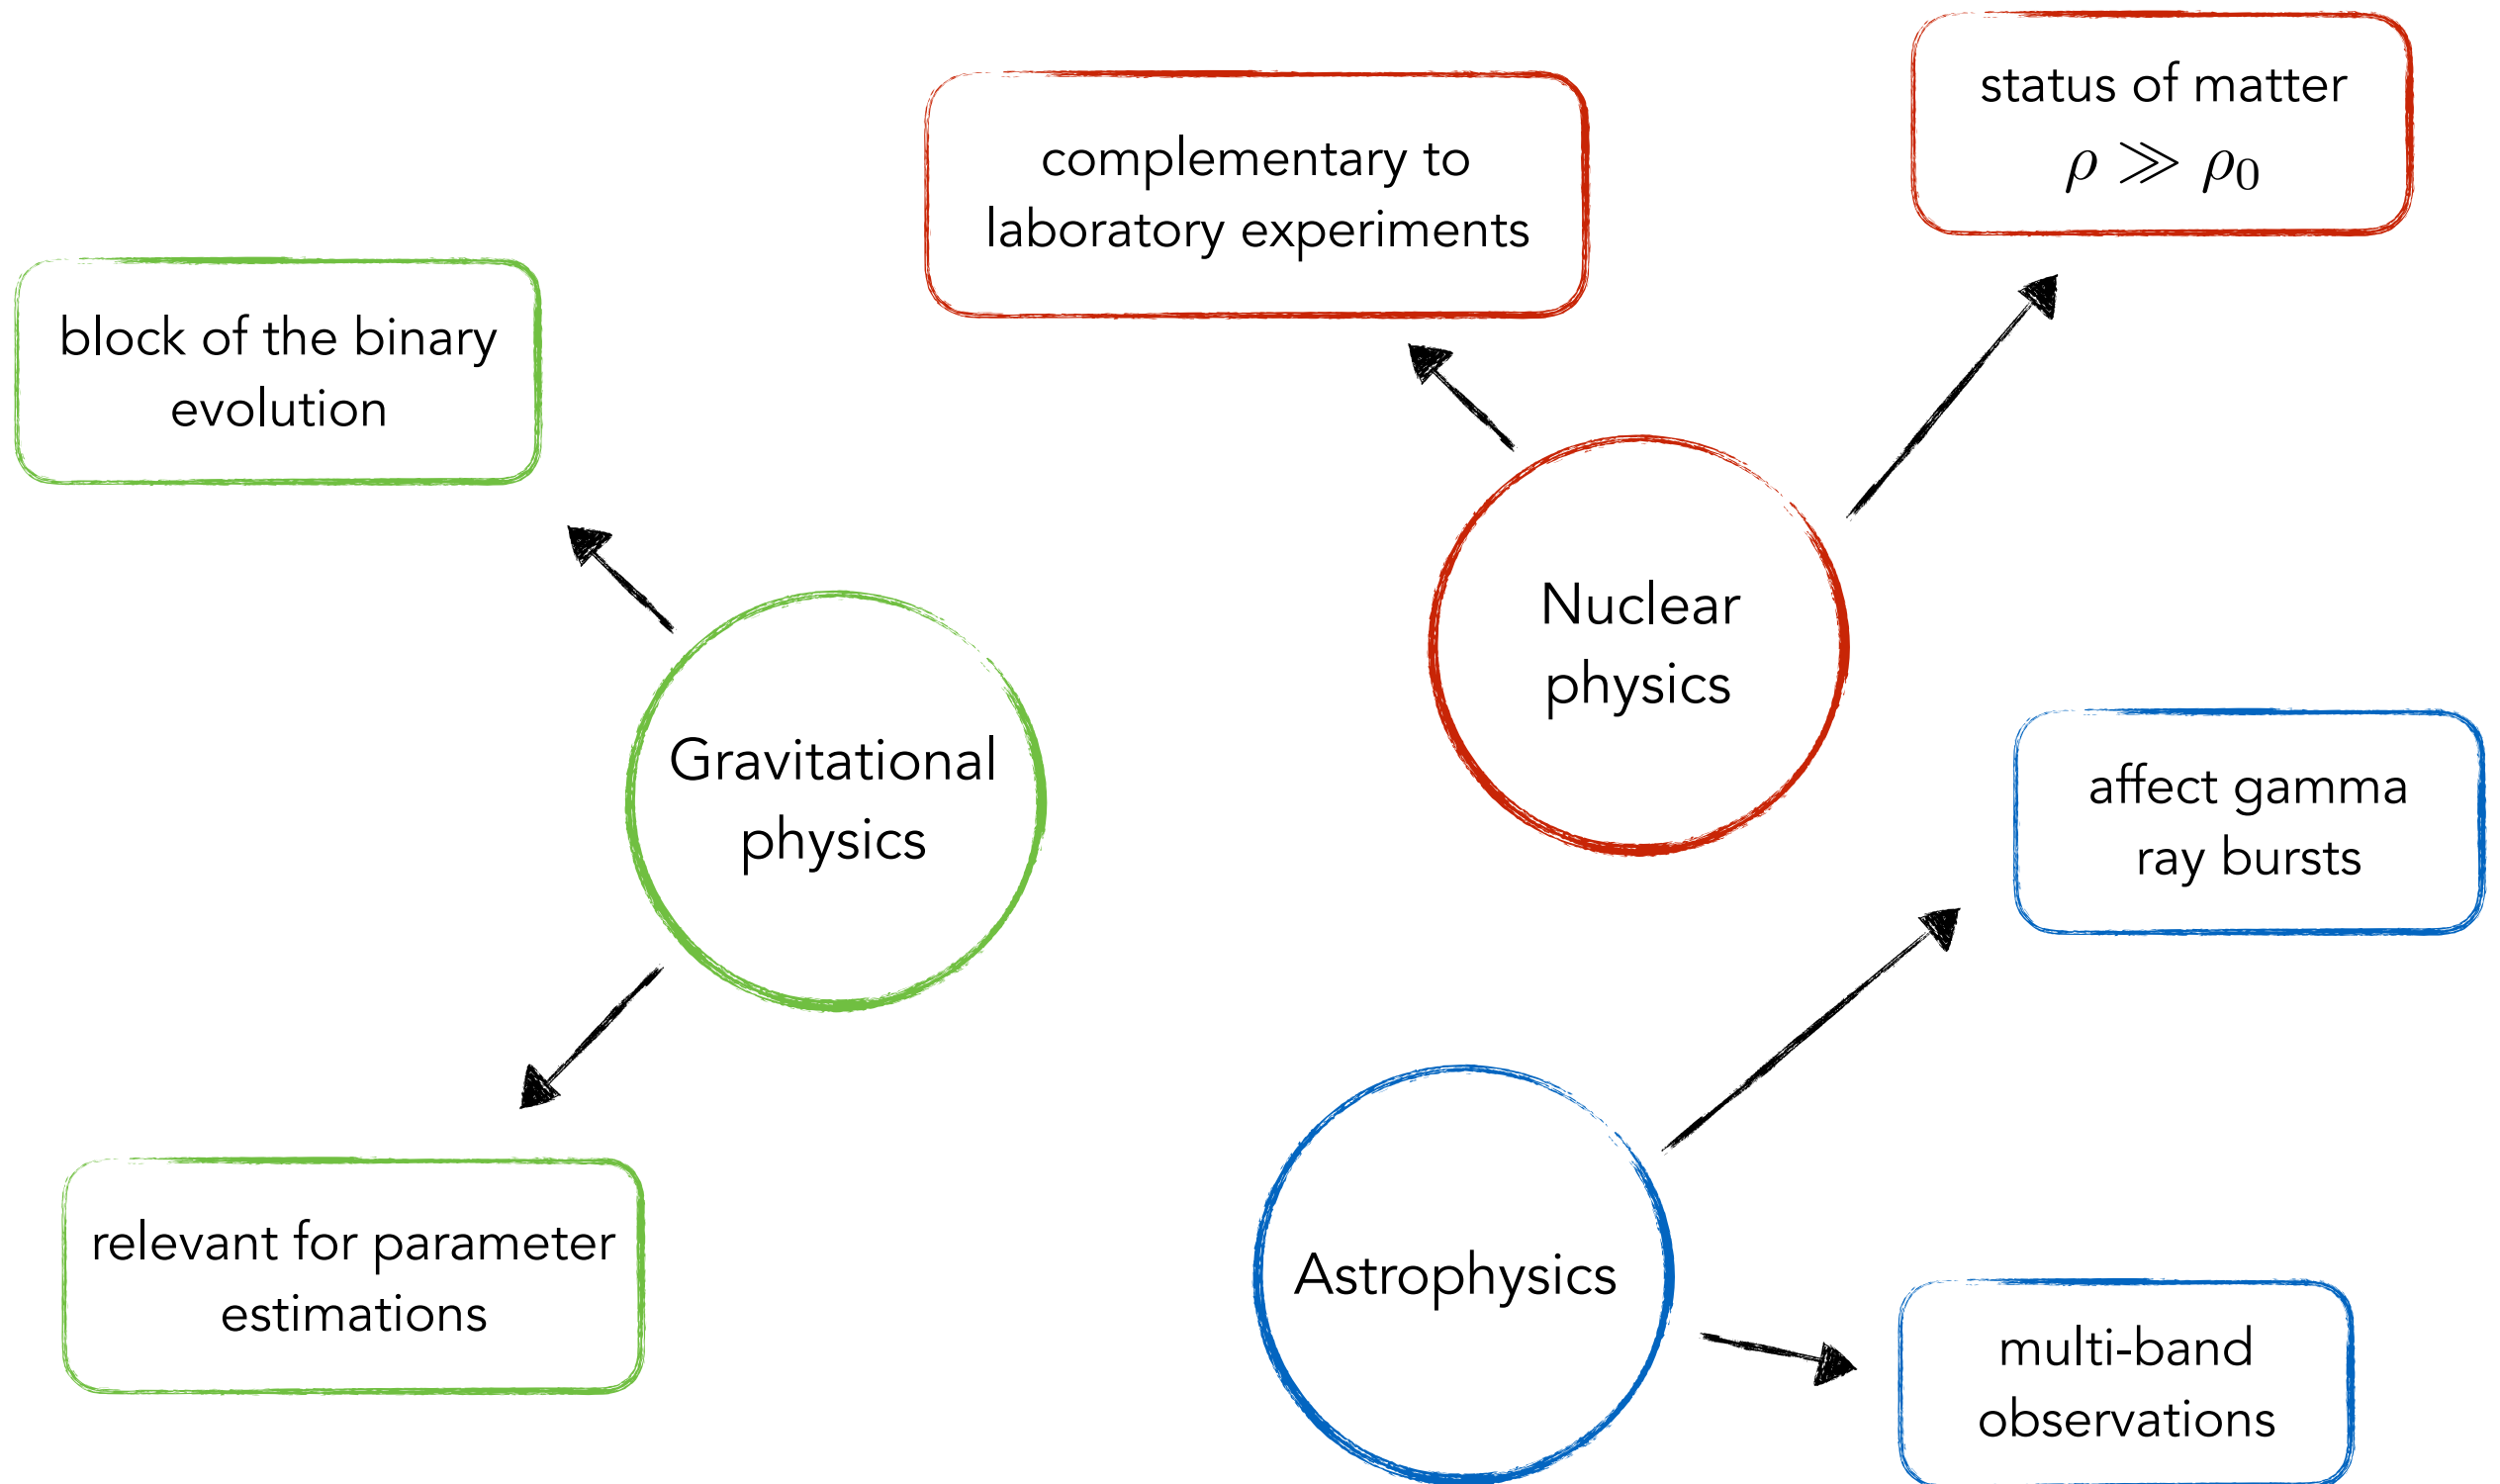 status of matter
ρ ≫ ρ₀
complementary to
laboratory experiments
block of the binary
evolution
Nuclear
physics
Gravitational
physics
affect gamma
ray bursts
relevant for parameter
estimations
Astrophysics
multi-band
observations